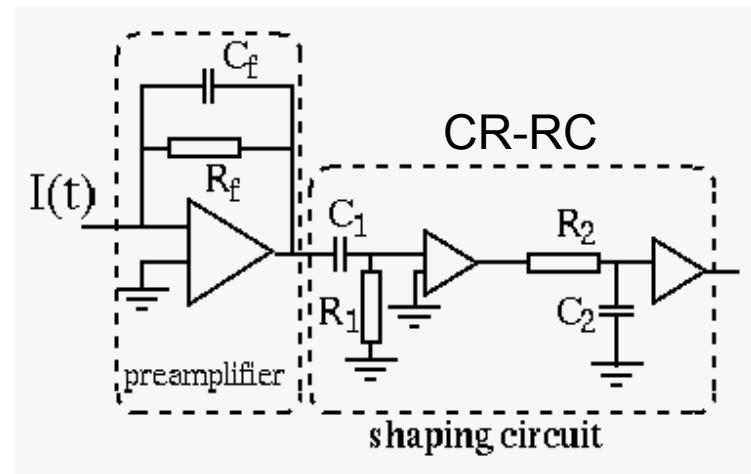 C_f
R_f
CR-RC
I(t)
C_1
R_2
R_1
C_2
preamplifier
shaping circuit